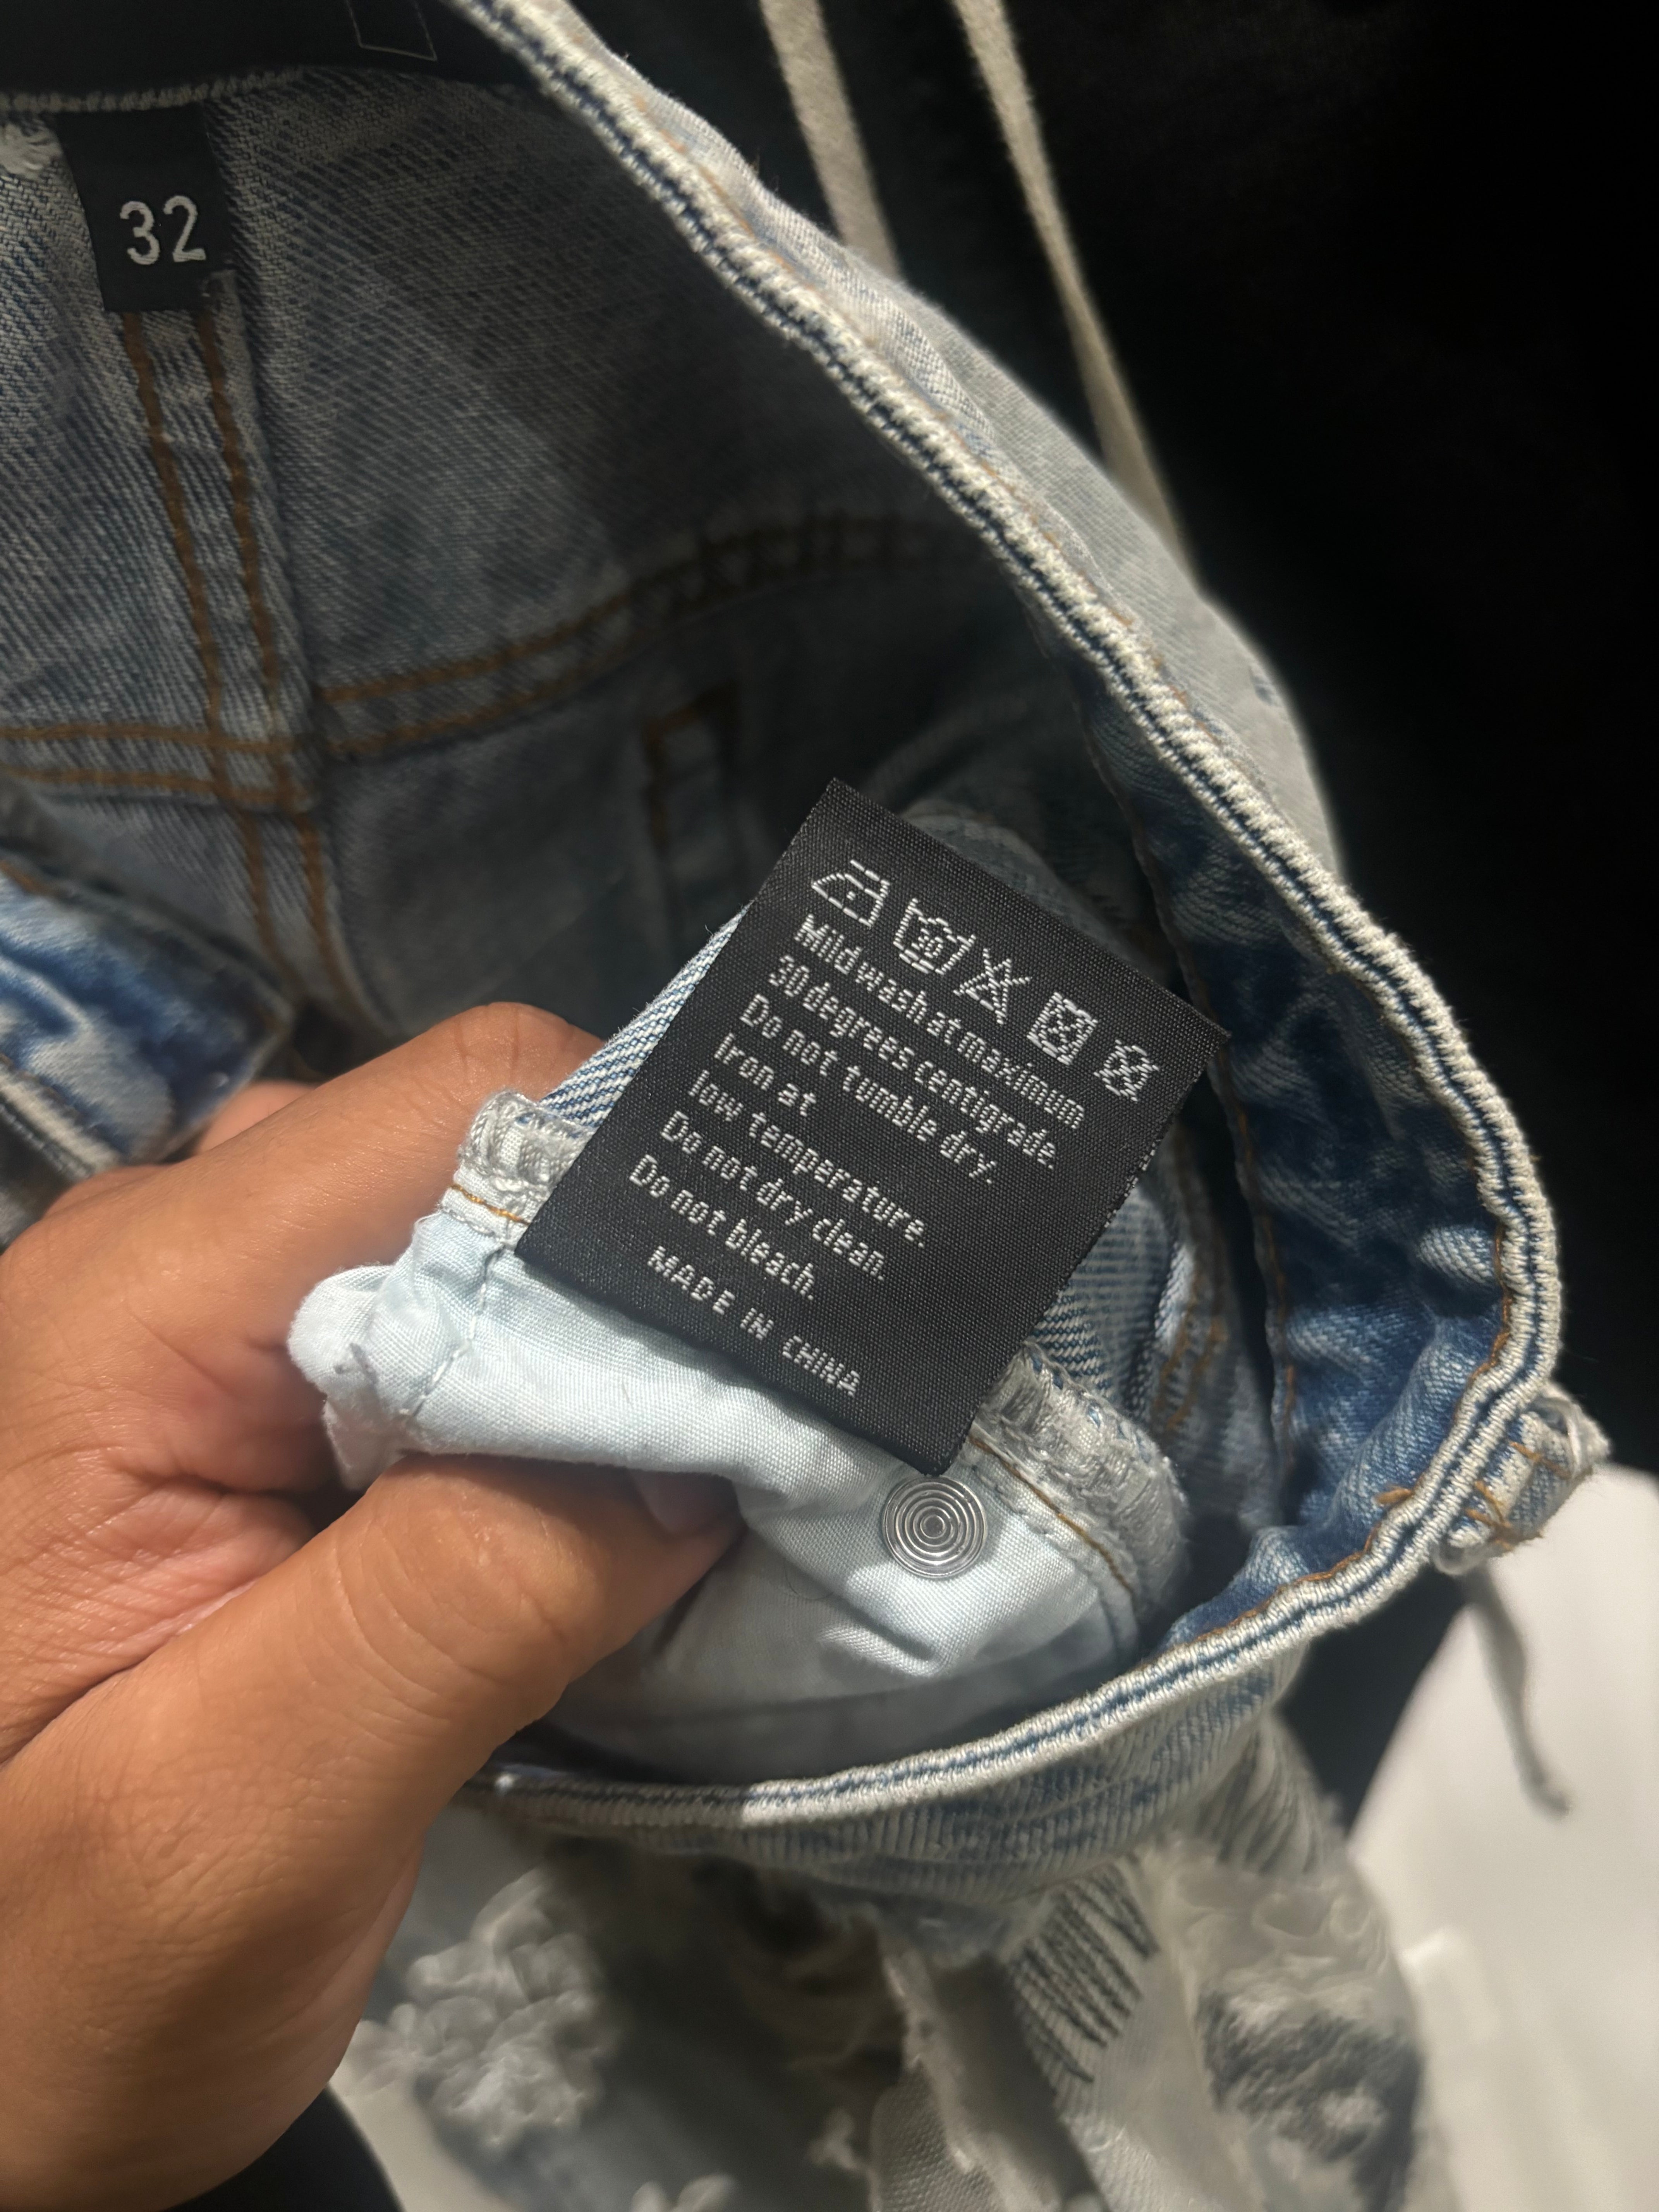 32
30
Mild wash at maximum
30 degrees centigrade.
Do not tumble dry.
Iron at
low temperature.
Do not dry clean.
Do not bleach.
MADE IN CHINA